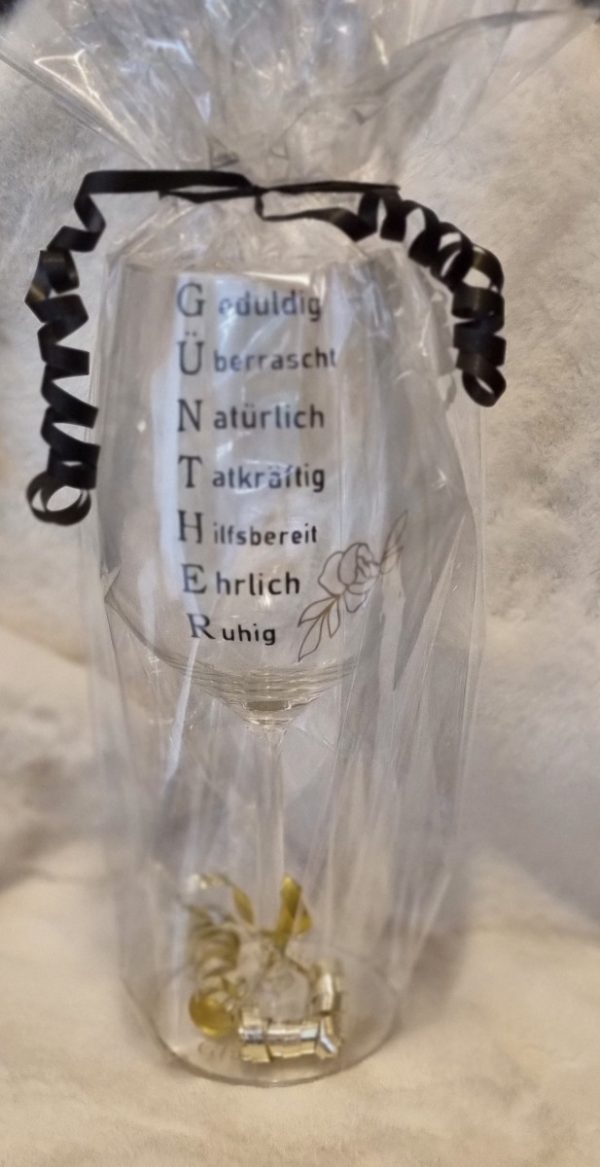 Geduldig
Überrascht
Natürlich
Tatkräftig
Hilfsbereit
Ehrlich
Ruhig